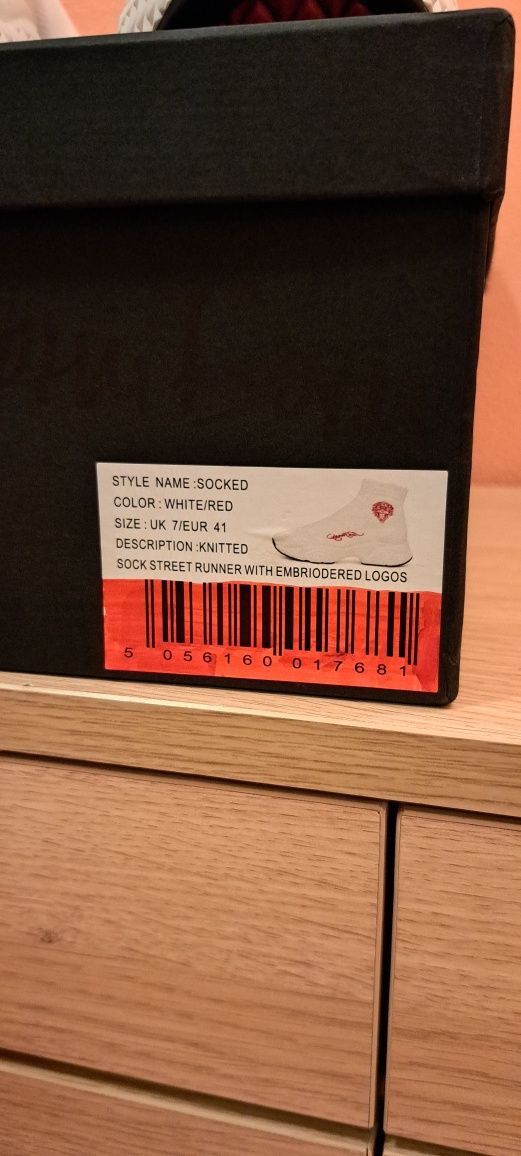 STYLE NAME :SOCKED
COLOR : WHITE/RED
SIZE : UK 7/EUR 41
DESCRIPTION :KNITTED
SOCK STREET RUNNER WITH EMBRIODERED LOGOS
5 056160 017681